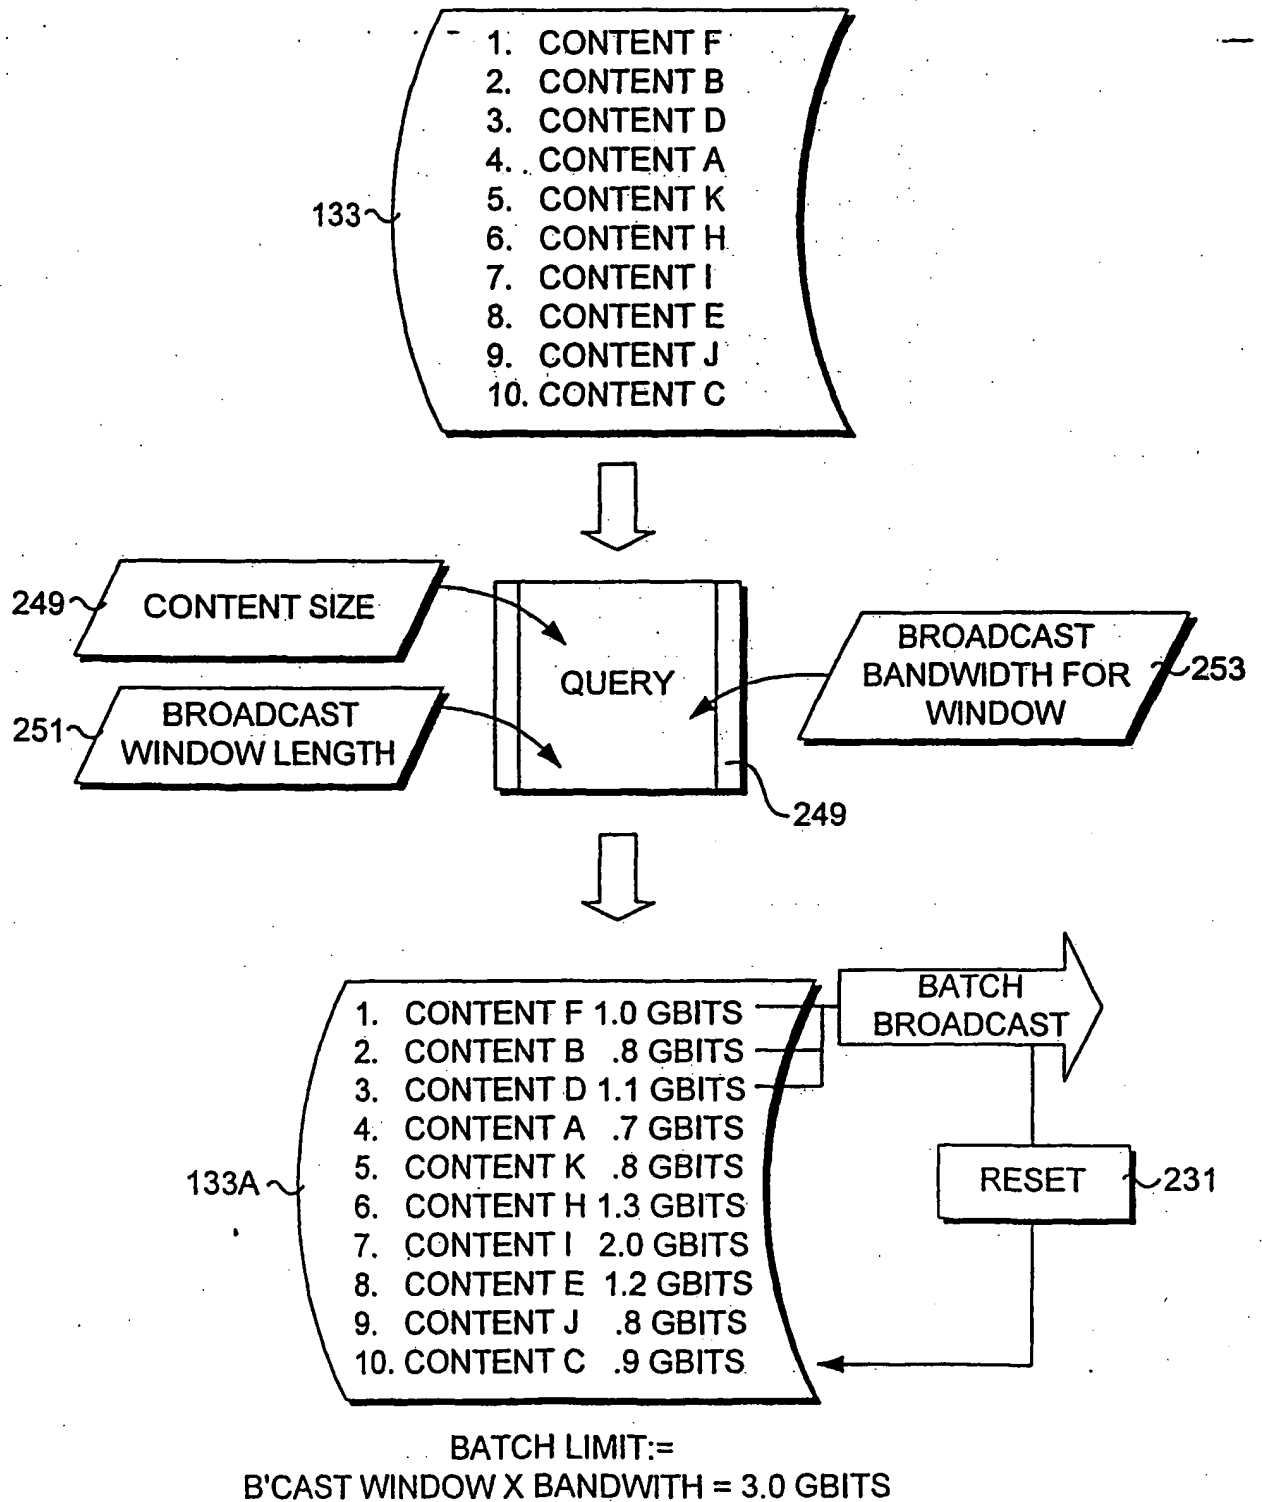 1. CONTENT F
2. CONTENT B
3. CONTENT D
4. CONTENT A
5. CONTENT K
6. CONTENT H
7. CONTENT I
8. CONTENT E
9. CONTENT J
10. CONTENT C
133
249
CONTENT SIZE
251
BROADCAST
WINDOW LENGTH
QUERY
249
BROADCAST
BANDWIDTH FOR
WINDOW
253
1. CONTENT F 1.0 GBITS
2. CONTENT B .8 GBITS
3. CONTENT D 1.1 GBITS
4. CONTENT A .7 GBITS
5. CONTENT K .8 GBITS
6. CONTENT H 1.3 GBITS
7. CONTENT I 2.0 GBITS
8. CONTENT E 1.2 GBITS
9. CONTENT J .8 GBITS
10. CONTENT C .9 GBITS
133A
BATCH
BROADCAST
RESET
231
BATCH LIMIT:=
B'CAST WINDOW X BANDWITH = 3.0 GBITS